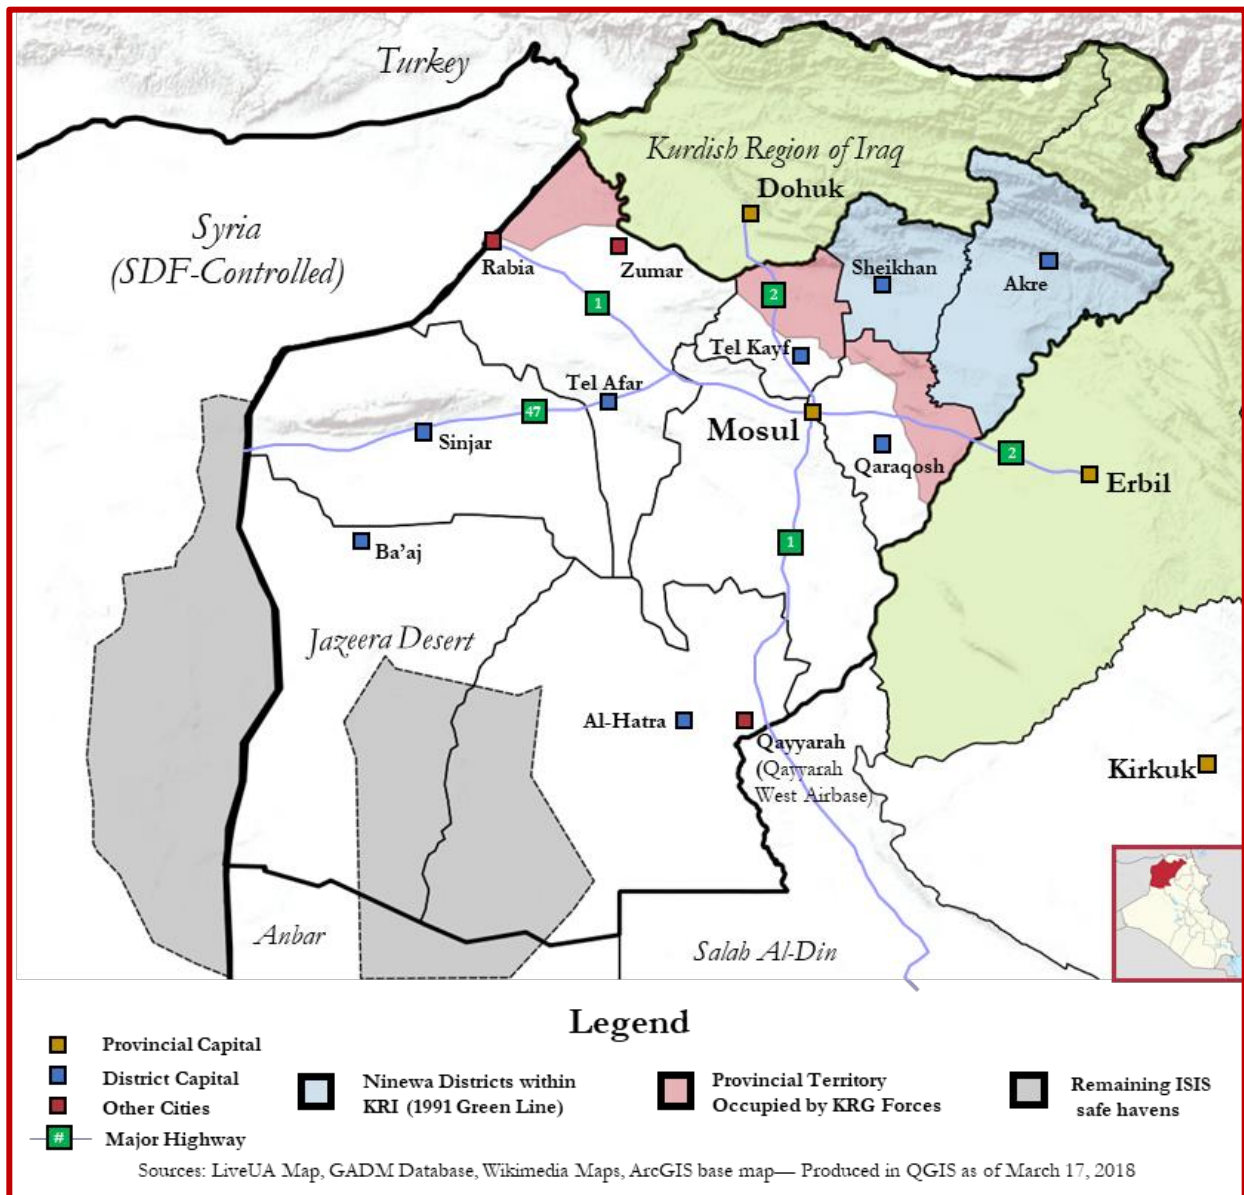 Turkey
Kurdish Region of Iraq
Dohuk
Syria
(SDF-Controlled)
Rabia
Zumar
Sheikhan
Akre
1
2
Tel Kayf
Tel Afar
47
Mosul
Sinjar
Qaraqosh
2
Erbil
Ba'aj
1
Jazeera Desert
Al-Hatra
Qayyarah
(Qayyarah
West Airbase)
Kirkuk
Anbar
Salah Al-Din
Legend
Provincial Capital
District Capital
Other Cities
# Major Highway
Ninewa Districts within
KRI (1991 Green Line)
Provincial Territory
Occupied by KRG Forces
Remaining ISIS
safe havens
Sources: LiveUA Map, GADM Database, Wikimedia Maps, ArcGIS base map— Produced in QGIS as of March 17, 2018